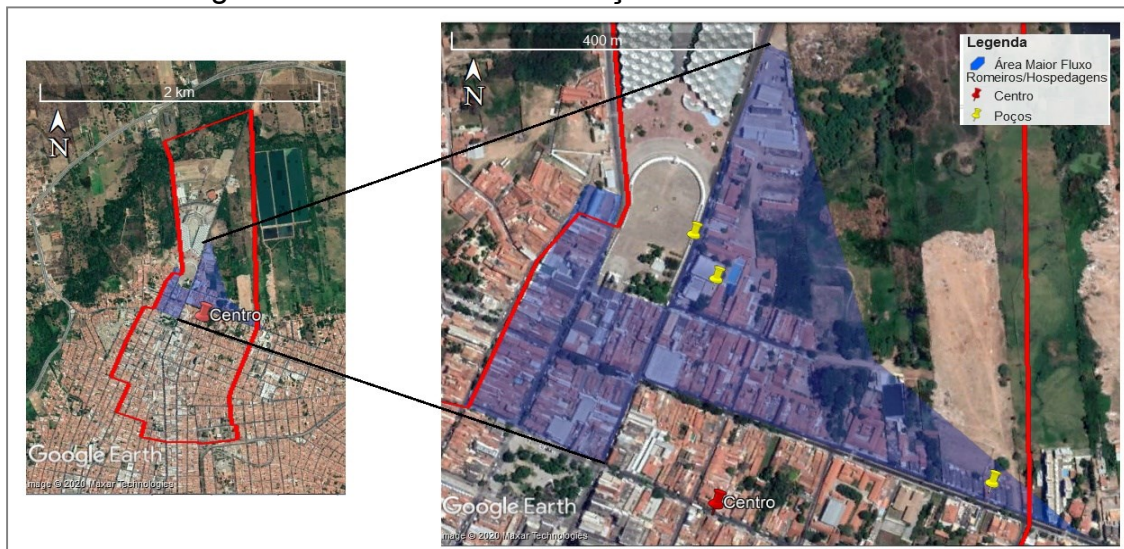 2 km
N
Centro
Google Earth
Image © 2020 Maxar Technologies
400 m
N
Legenda
Área Maior Fluxo
Romeiros/Hospedagens
Centro
Poços
Centro
Google Earth
Image © 2020 Maxar Technologies